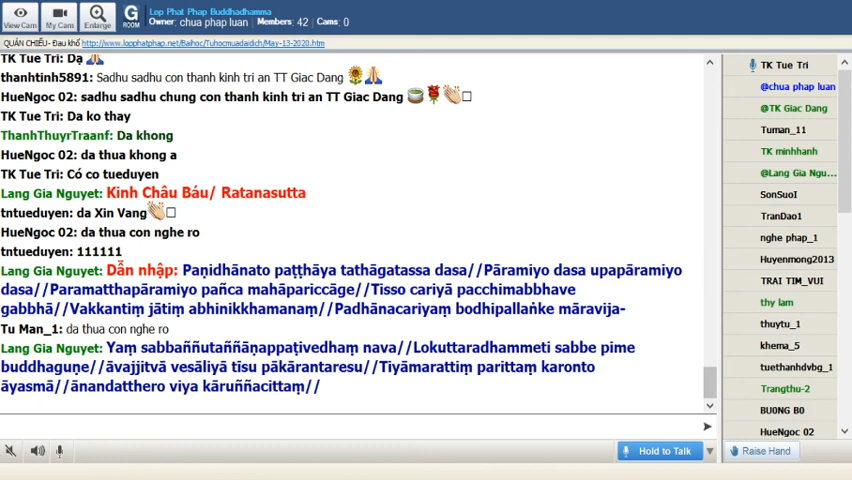 Lop Phat Phap Buddhadhamma
Owner: chua phap luan , Members: 42 , Cams: 0
View Cam
My Cam
Enlarge
G
ROOM
QUÁN CHIẾU- Đau khổ http://www.lopphatphap.net/Baihoc/Tuhocmuadaidich/May-13-2020.htm
TK Tue Tri: Dạ 🙏
thanhtinh5891: Sadhu sadhu con thanh kinh tri an TT Giac Dang 🌻🙏
HueNgoc 02: sadhu sadhu chung con thanh kinh tri an TT Giac Dang 🍵🌹👏□
TK Tue Tri: Da ko thay
ThanhThuyrTraanf: Da khong
HueNgoc 02: da thua khong a
TK Tue Tri: Có co tueduyen
Lang Gia Nguyet: Kinh Châu Báu/ Ratanasutta
tntueduyen: da Xin Vang👏□
HueNgoc 02: da thua con nghe ro
tntueduyen: 111111
Lang Gia Nguyet: Dẫn nhập: Paṇidhānato paṭṭhāya tathāgatassa dasa//Pāramiyo dasa upapāramiyo
dasa//Paramatthapāramiyo pañca mahāpariccāge//Tisso cariyā pacchimabbhave
gabbhā//Vakkantiṃ jātiṃ abhinikkhamanaṃ//Padhānacariyaṃ bodhipallaṅke māravija-
Tu Man_1: da thua con nghe ro
Lang Gia Nguyet: Yaṃ sabbaññutaññāṇappaṭivedhaṃ nava//Lokuttaradhammeti sabbe pime
buddhaguṇe//āvajjitvā vesāliyā tīsu pākārantaresu//Tiyāmarattiṃ parittaṃ karonto
āyasmā//ānandatthero viya kāruññacittaṃ//
TK Tue Tri
@chua phap luan
@TK Giac Dang
Tuman_11
TK minhhanh
@Lang Gia Ngu...
SonSuoI
TranDao1
nghe phap_1
Huyenmong2013
TRAI TIM_VUI
thy lam
thuytu_1
khema_5
tuethanhdvbg_1
Trangthu-2
BU0NG B0
HueNgoc 02
Hold to Talk
Raise Hand